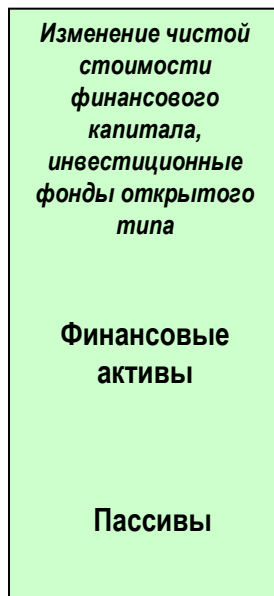 Изменение чистой
стоимости
финансового
капитала,
инвестиционные
фонды открытого
типа
Финансовые
активы
Пассивы